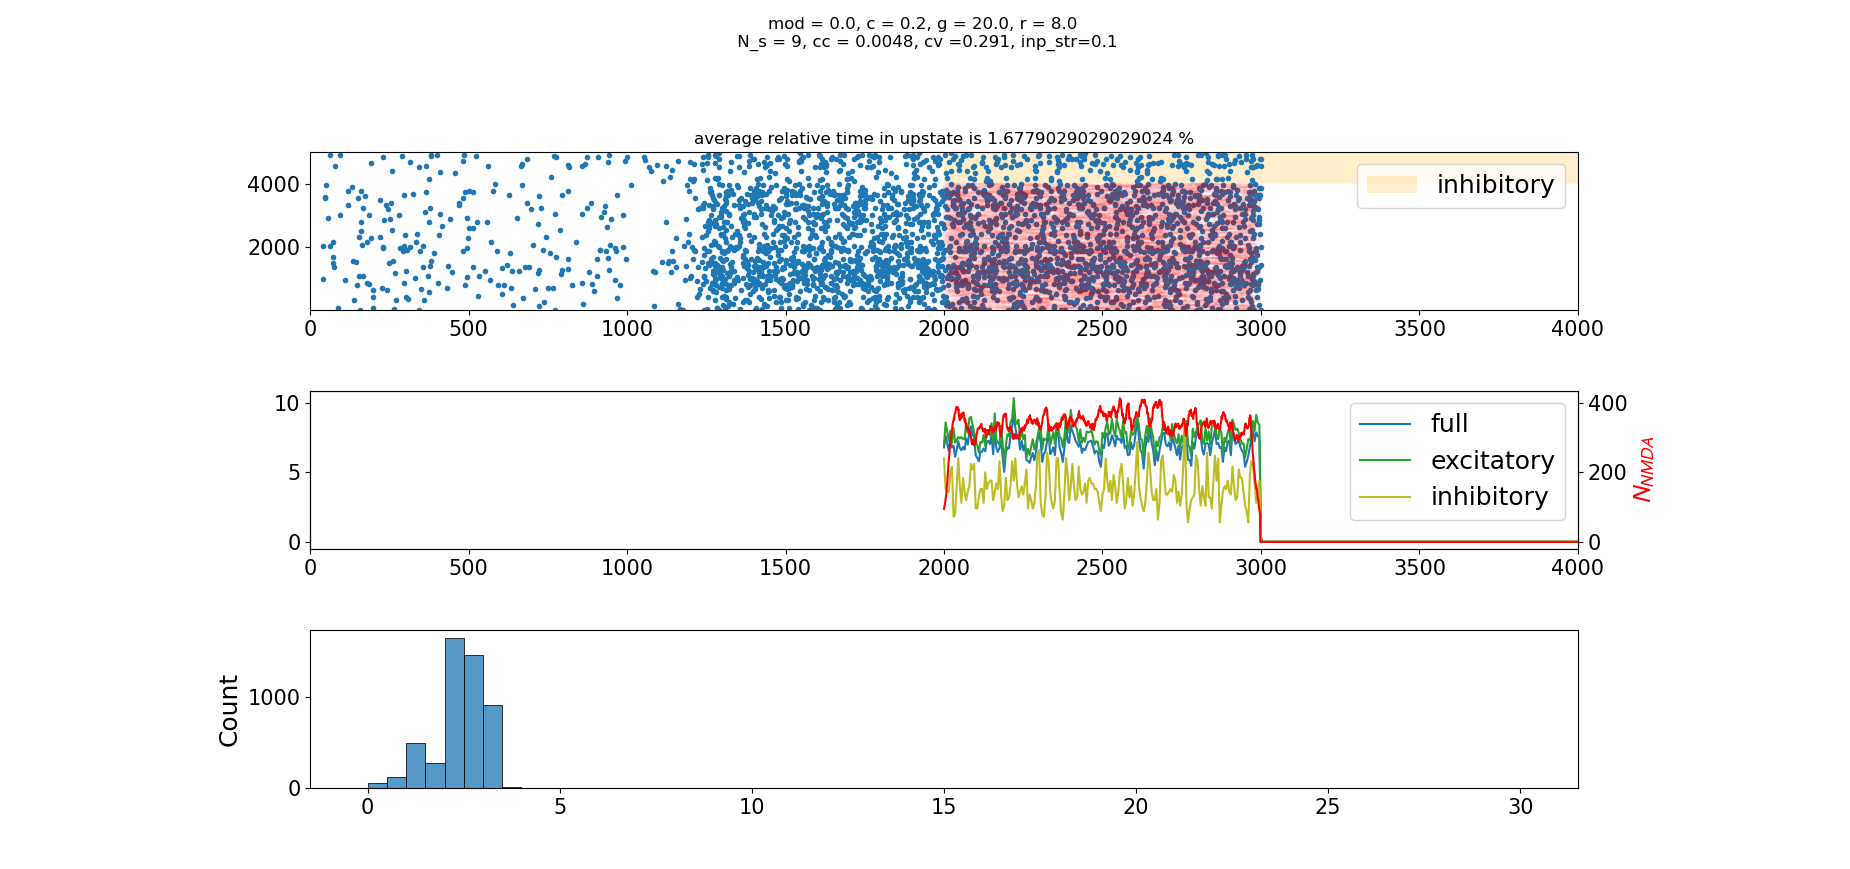 mod = 0.0, c = 0.2, g = 20.0, r = 8.0
N_s = 9, cc = 0.0048, cv =0.291, inp_str=0.1
average relative time in upstate is 1.6779029029029024 %
4000
2000
inhibitory
0 500 1000 1500 2000 2500 3000 3500 4000
10
5
0
full
excitatory
inhibitory
400
200
0
N_NMDA
0 500 1000 1500 2000 2500 3000 3500 4000
Count
1000
0
0 5 10 15 20 25 30